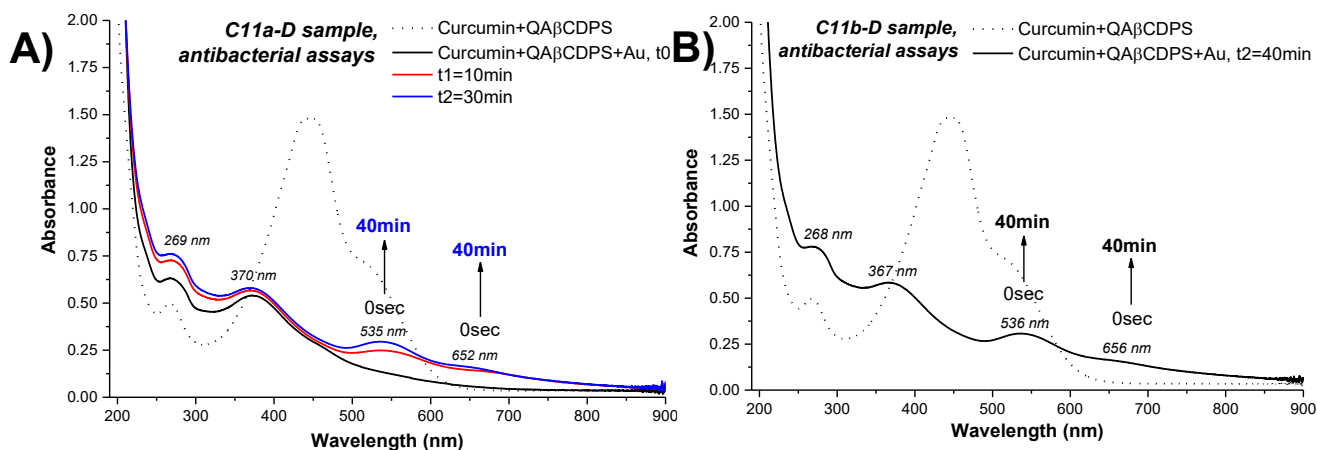 A)
C11a-D sample,
antibacterial assays
Curcumin+QAβCDPS
Curcumin+QAβCDPS+Au, t0
t1=10min
t2=30min
2.00
1.75
1.50
1.25
1.00
0.75
0.50
0.25
0.00
Absorbance
269 nm
370 nm
40min
0sec
535 nm
40min
0sec
652 nm
200 300 400 500 600 700 800 900
Wavelength (nm)
B)
C11b-D sample,
antibacterial assays
Curcumin+QAβCDPS
Curcumin+QAβCDPS+Au, t2=40min
2.00
1.75
1.50
1.25
1.00
0.75
0.50
0.25
0.00
Absorbance
268 nm
367 nm
40min
0sec
536 nm
40min
0sec
656 nm
200 300 400 500 600 700 800 900
Wavelength (nm)